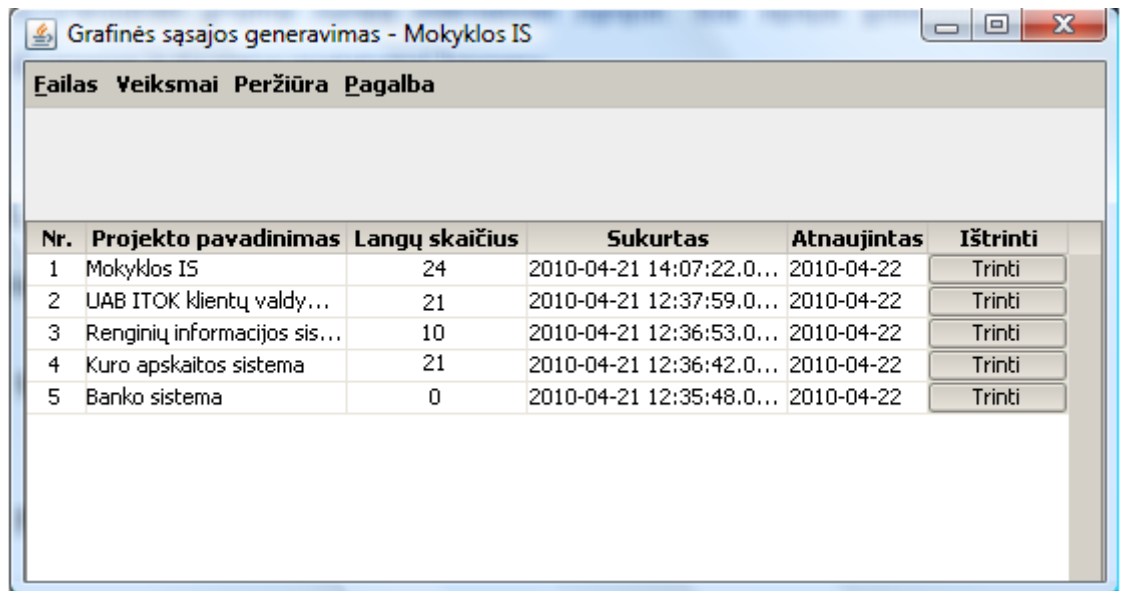 Grafinės sąsajos generavimas - Mokyklos IS
Failas Veiksmai Peržiūra Pagalba
Nr. Projekto pavadinimas Langų skaičius Sukurtas Atnaujintas Ištrinti
1 Mokyklos IS 24 2010-04-21 14:07:22.0... 2010-04-22 Trinti
2 UAB ITOK klientų valdy... 21 2010-04-21 12:37:59.0... 2010-04-22 Trinti
3 Renginių informacijos sis... 10 2010-04-21 12:36:53.0... 2010-04-22 Trinti
4 Kuro apskaitos sistema 21 2010-04-21 12:36:42.0... 2010-04-22 Trinti
5 Banko sistema 0 2010-04-21 12:35:48.0... 2010-04-22 Trinti